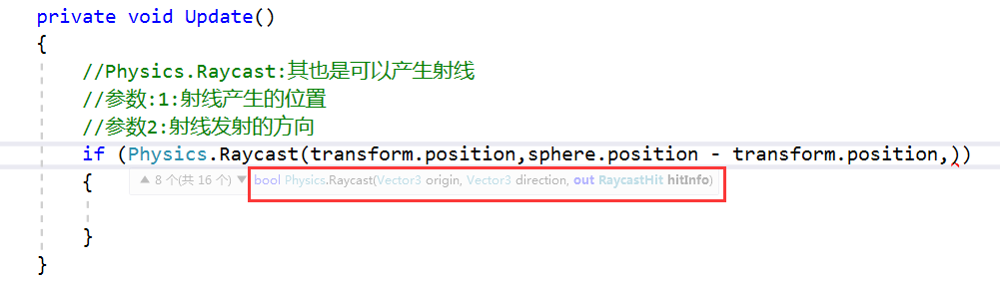 private void Update()
{
//Physics.Raycast:其也是可以产生射线
//参数:1:射线产生的位置
//参数2:射线发射的方向
if (Physics.Raycast(transform.position,sphere.position - transform.position,))
{
▲ 8 个(共 16 个) ▼ bool Physics.Raycast(Vector3 origin, Vector3 direction, out RaycastHit hitInfo)
}
}